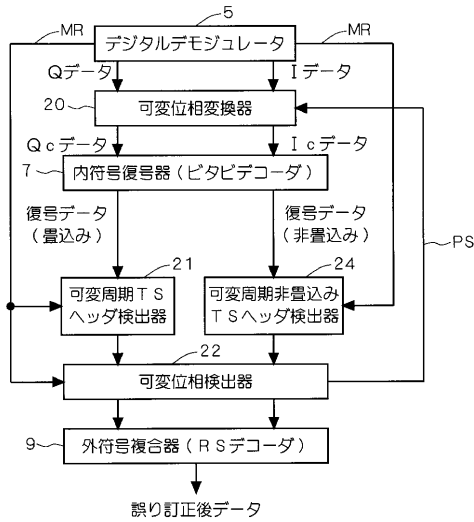 5
MR
デジタルデモジュレータ
MR
Qデータ
Iデータ
20
可変位相変換器
Qcデータ
Icデータ
7
内符号復号器(ビタビデコーダ)
復号データ
(畳込み)
復号データ
(非畳込み)
PS
21
24
可変周期TS
ヘッダ検出器
可変周期非畳込み
TSヘッダ検出器
22
可変位相検出器
9
外符号複合器(RSデコーダ)
誤り訂正後データ